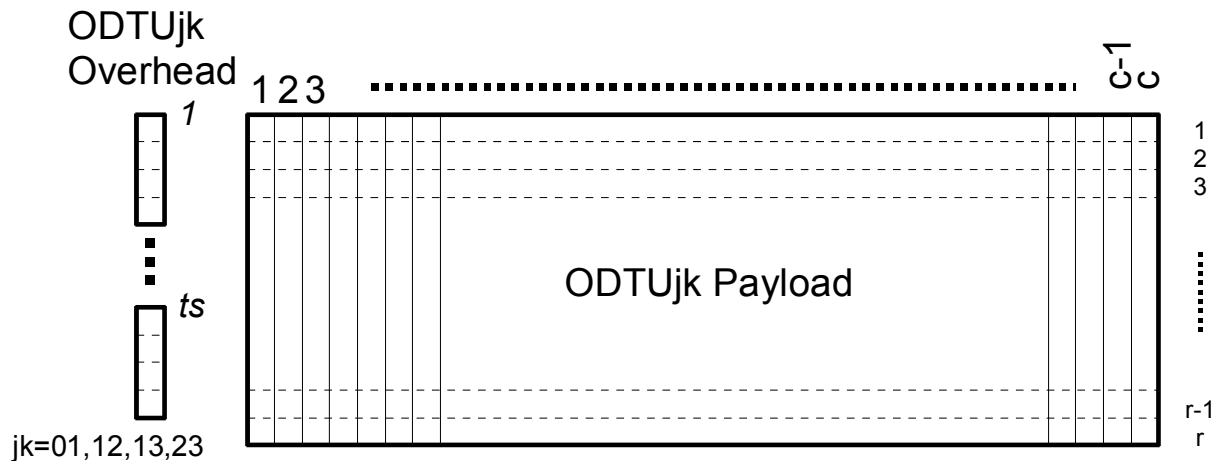 ODTUjk
Overhead
1 2 3
c-1
c
1
ts
1
2
3
ODTUjk Payload
r-1
r
jk=01,12,13,23